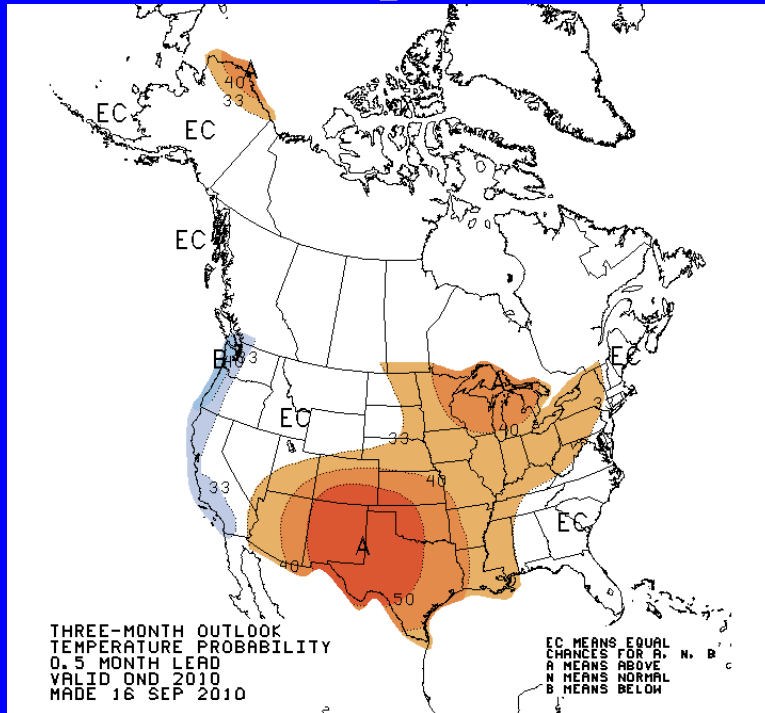 A
40
33
EC
EC
EC
B
33
EC
A
EC
33
40
3
33
40
EC
A
40
50
THREE-MONTH OUTLOOK
TEMPERATURE PROBABILITY
0.5 MONTH LEAD
VALID OND 2010
MADE 16 SEP 2010
EC MEANS EQUAL
CHANCES FOR A, N, B
A MEANS ABOVE
N MEANS NORMAL
B MEANS BELOW